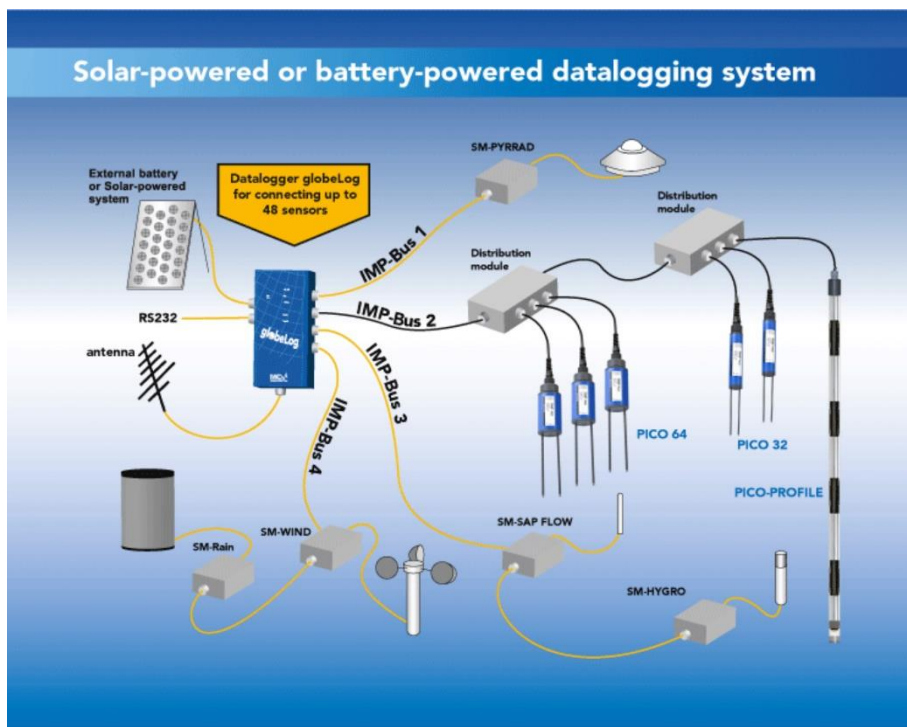 Solar-powered or battery-powered datalogging system
External battery
or Solar-powered
system
Datalogger globeLog
for connecting up to
48 sensors
SM-PYRRAD
Distribution
module
IMP-Bus 1
Distribution
module
RS232
globeLog
IMP-Bus 2
antenna
IMP-Bus 3
IMP-Bus 4
PICO 64
PICO 32
PICO-PROFILE
SM-WIND
SM-SAP FLOW
SM-Rain
SM-HYGRO